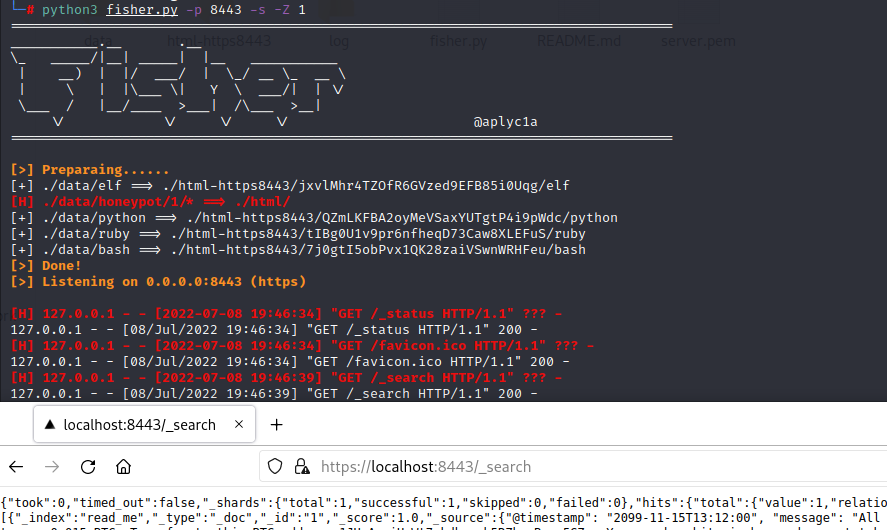 └─# python3 fisher.py -p 8443 -s -Z 1
data html-https8443 log fisher.py README.md server.pem
Fisher
@aplyc1a
[>] Preparaing......
[+] ./data/elf ==> ./html-https8443/jxvlMhr4TZOfR6GVzed9EFB85i0Uqg/elf
[H] ./data/honeypot/1/* ==> ./html/
[+] ./data/python ==> ./html-https8443/QZmLKFBA2oyMeVSaxYUTgtP4i9pWdc/python
[+] ./data/ruby ==> ./html-https8443/tIBg0U1v9pr6nfheqD73Caw8XLEFuS/ruby
[+] ./data/bash ==> ./html-https8443/7j0gtI5obPvx1QK28zaiVSwnWRHFeu/bash
[>] Done!
[>] Listening on 0.0.0.0:8443 (https)
[H] 127.0.0.1 - - [2022-07-08 19:46:34] "GET /_status HTTP/1.1" ??? -
127.0.0.1 - - [08/Jul/2022 19:46:34] "GET /_status HTTP/1.1" 200 -
[H] 127.0.0.1 - - [2022-07-08 19:46:34] "GET /favicon.ico HTTP/1.1" ??? -
127.0.0.1 - - [08/Jul/2022 19:46:34] "GET /favicon.ico HTTP/1.1" 200 -
[H] 127.0.0.1 - - [2022-07-08 19:46:39] "GET /_search HTTP/1.1" ??? -
127.0.0.1 - - [08/Jul/2022 19:46:39] "GET /_search HTTP/1.1" 200 -
localhost:8443/_search
https://localhost:8443/_search
{"took":0,"timed_out":false,"_shards":{"total":1,"successful":1,"skipped":0,"failed":0},"hits":{"total":{"value":1,"relatio
[{"_index":"read_me","_type":"_doc","_id":"1","_score":1.0,"_source":{"@timestamp": "2099-11-15T13:12:00", "message": "All